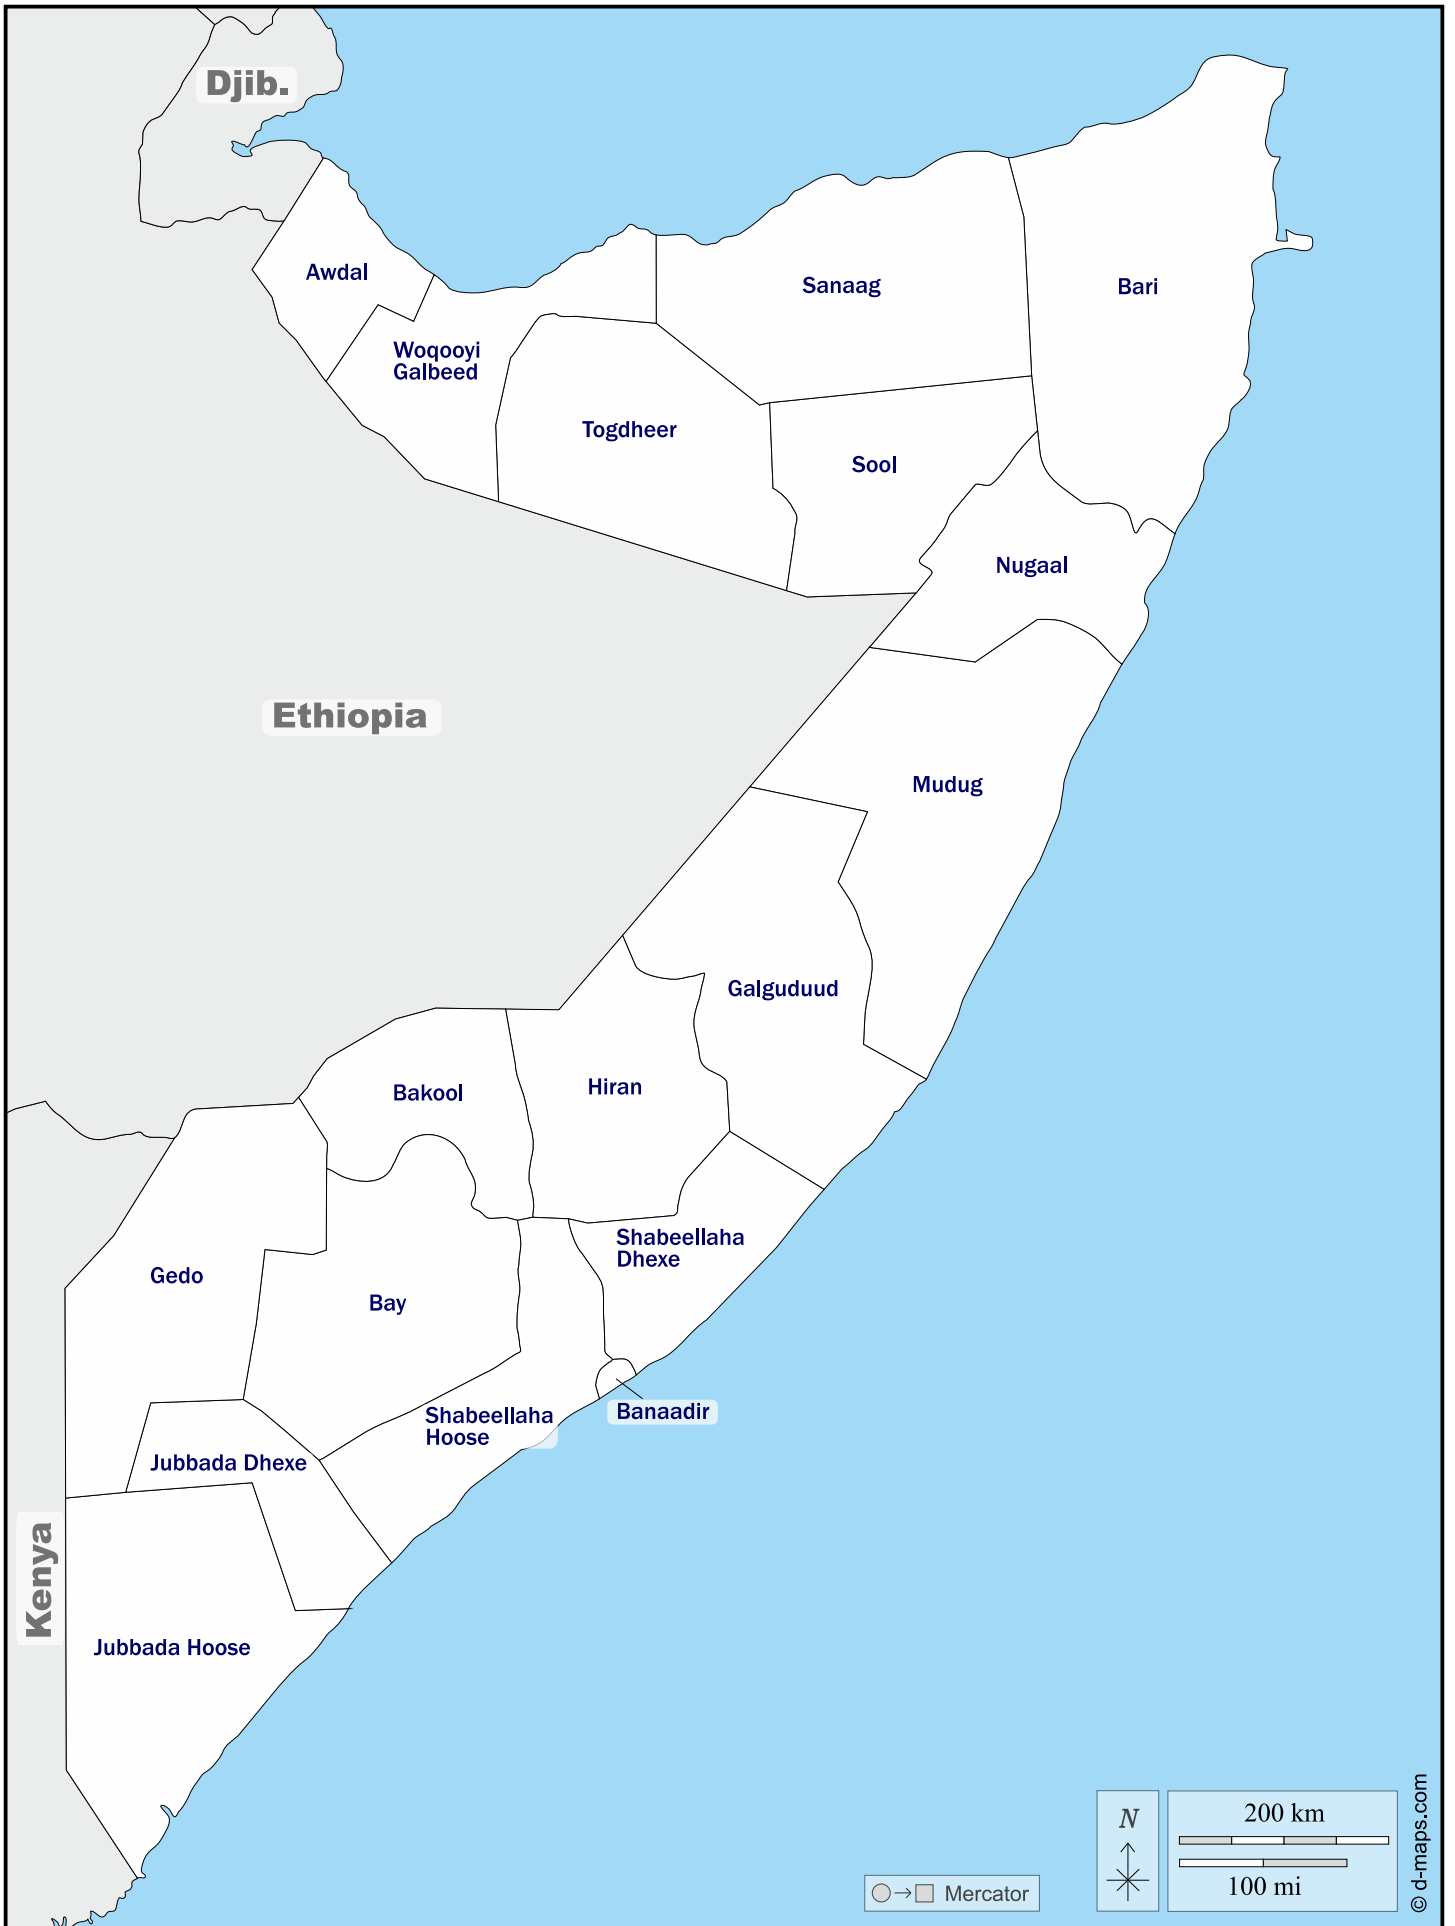 Djib.
Awdal
Sanaag
Bari
Woqooyi
Galbeed
Togdheer
Sool
Nugaal
Ethiopia
Mudug
Galguduud
Hiran
Bakool
Shabeellaha
Dhexe
Gedo
Bay
Banaadir
Shabeellaha
Hoose
Jubbada Dhexe
Kenya
Jubbada Hoose
N
200 km
100 mi
Mercator
© d-maps.com